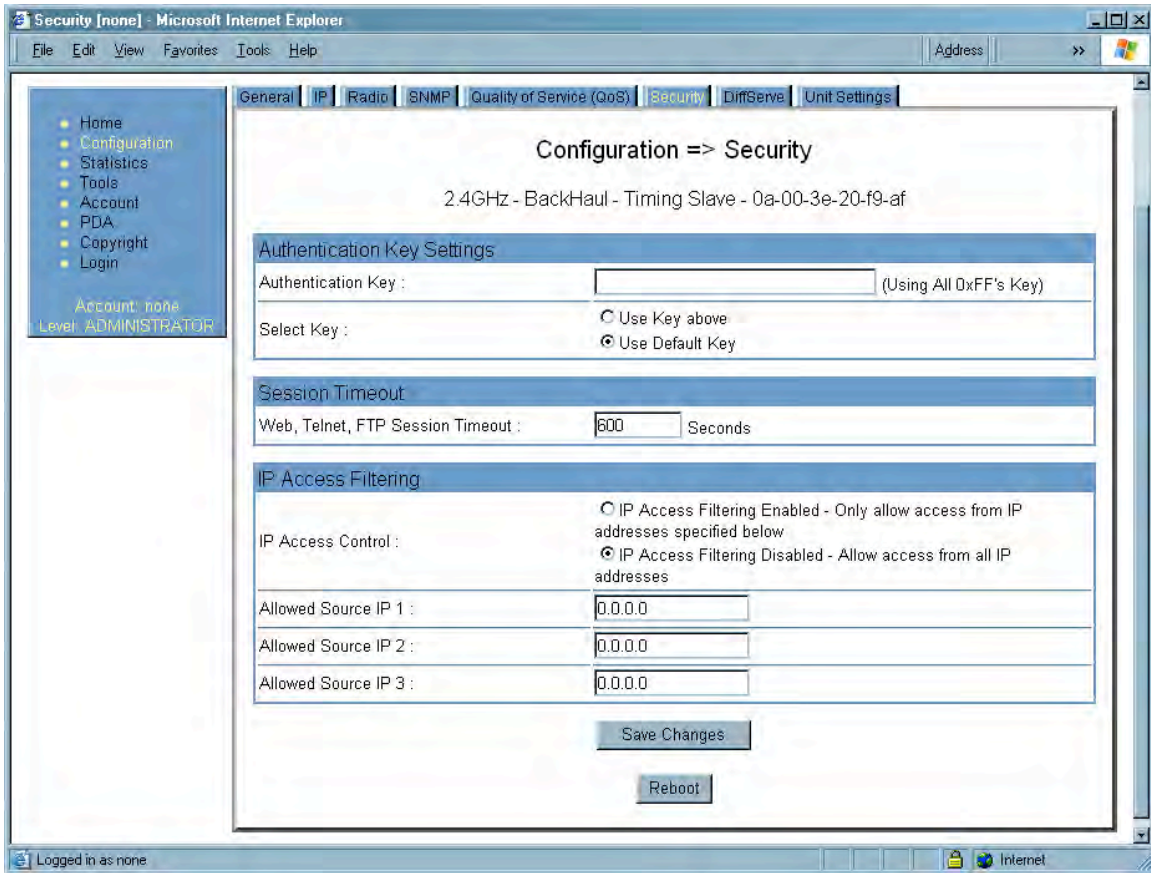 Security [none] - Microsoft Internet Explorer
File Edit View Favorites Tools Help Address »
General IP Radio SNMP Quality of Service (QoS) Security DiffServe Unit Settings
Home
Configuration
Statistics
Tools
Account
PDA
Copyright
Login
Account: none
Level: ADMINISTRATOR
Configuration => Security
2.4GHz - BackHaul - Timing Slave - 0a-00-3e-20-f9-af
Authentication Key Settings
Authentication Key : (Using All 0xFF's Key)
Select Key :
Use Key above
Use Default Key
Session Timeout
Web, Telnet, FTP Session Timeout : 600 Seconds
IP Access Filtering
IP Access Control :
IP Access Filtering Enabled - Only allow access from IP
addresses specified below
IP Access Filtering Disabled - Allow access from all IP
addresses
Allowed Source IP 1 : 0.0.0.0
Allowed Source IP 2 : 0.0.0.0
Allowed Source IP 3 : 0.0.0.0
Save Changes
Reboot
Logged in as none Internet